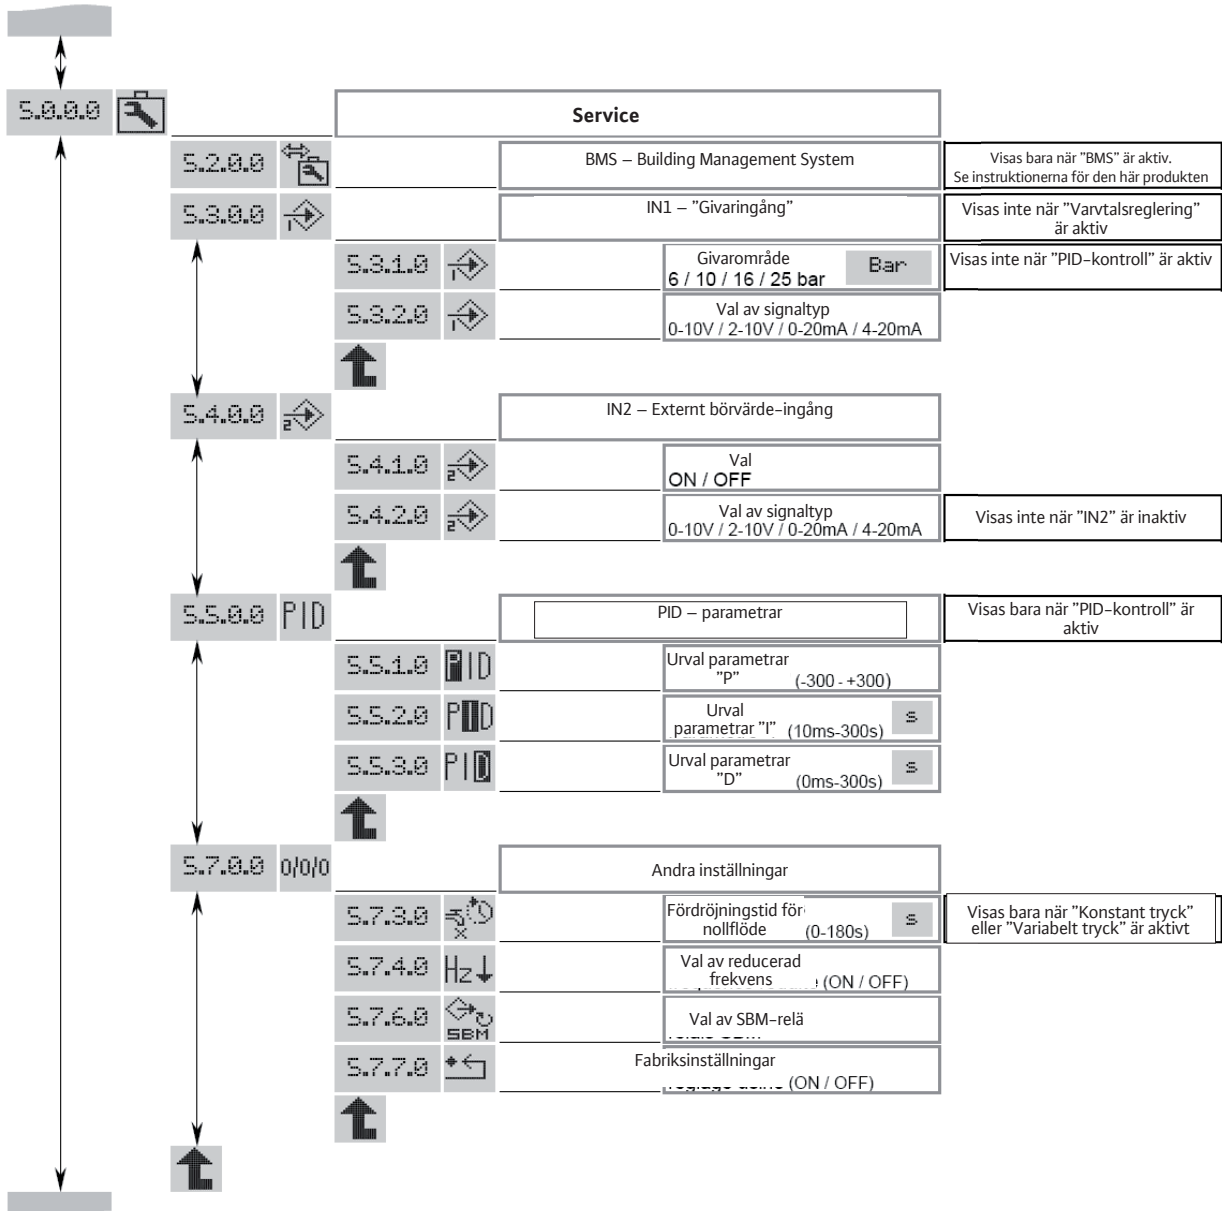 5.0.0.0
Service
5.2.0.0
BMS – Building Management System
Visas bara när "BMS" är aktiv.
Se instruktionerna för den här produkten
5.3.0.0
1
IN1 – "Givaringång"
Visas inte när "Varvtalsreglering"
är aktiv
5.3.1.0
1
Givarområde
6 / 10 / 16 / 25 bar
Bar
Visas inte när "PID-kontroll" är aktiv
5.3.2.0
1
Val av signaltyp
0-10V / 2-10V / 0-20mA / 4-20mA
5.4.0.0
2
IN2 – Externt börvärde-ingång
5.4.1.0
2
Val
ON / OFF
5.4.2.0
2
Val av signaltyp
0-10V / 2-10V / 0-20mA / 4-20mA
Visas inte när "IN2" är inaktiv
5.5.0.0 PID
PID – parametrar
Visas bara när "PID-kontroll" är
aktiv
5.5.1.0 PID
Urval parametrar
"P" (-300 - +300)
5.5.2.0 PID
Urval
parametrar "I" (10ms-300s)
s
5.5.3.0 PID
Urval parametrar
"D" (0ms-300s)
s
5.7.0.0 0/0/0
Andra inställningar
5.7.3.0
x
Fördröjningstid för
nollflöde (0-180s)
s
Visas bara när "Konstant tryck"
eller "Variabelt tryck" är aktivt
5.7.4.0 Hz
Val av reducerad
frekvens (ON / OFF)
5.7.6.0
SBM
Val av SBM-relä
5.7.7.0
Fabriksinställningar
(ON / OFF)